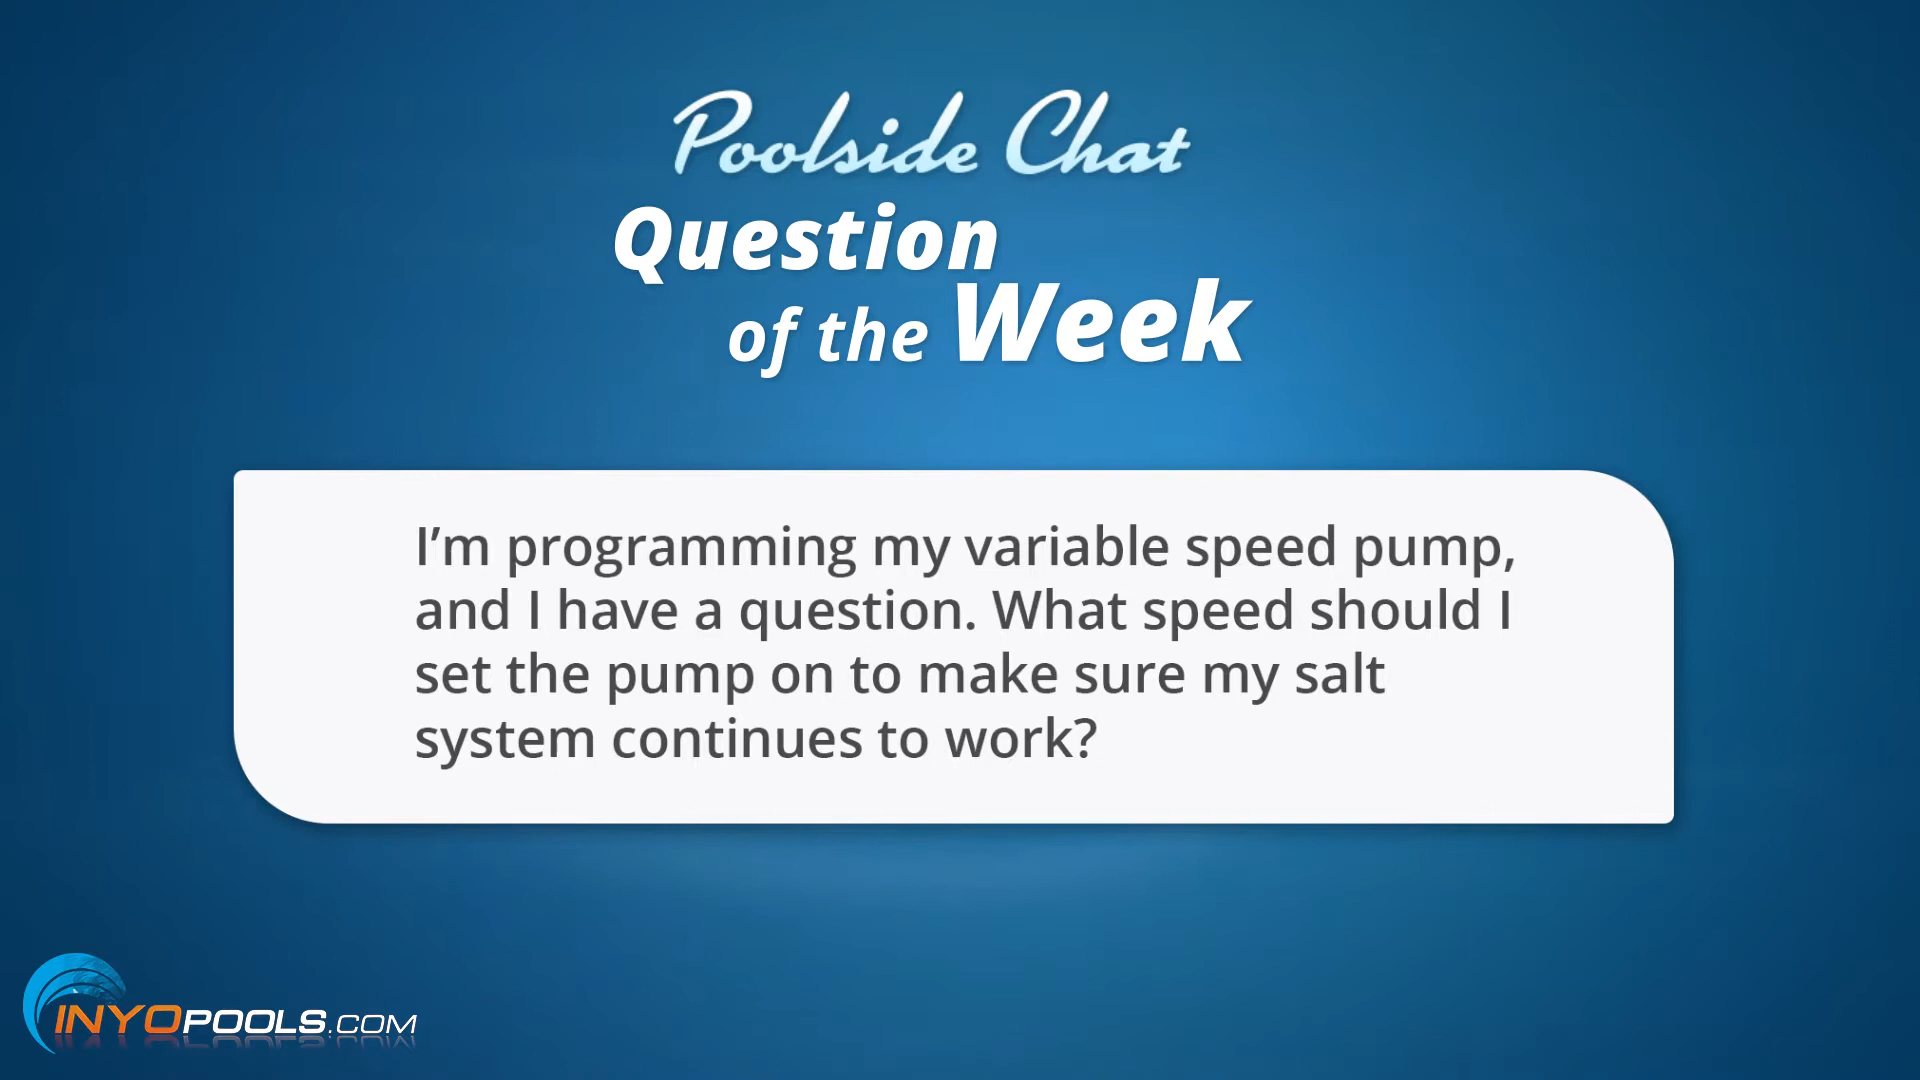 Poolside Chat
Question
of the Week
I’m programming my variable speed pump,
and I have a question. What speed should I
set the pump on to make sure my salt
system continues to work?
INYOPOOLS.COM